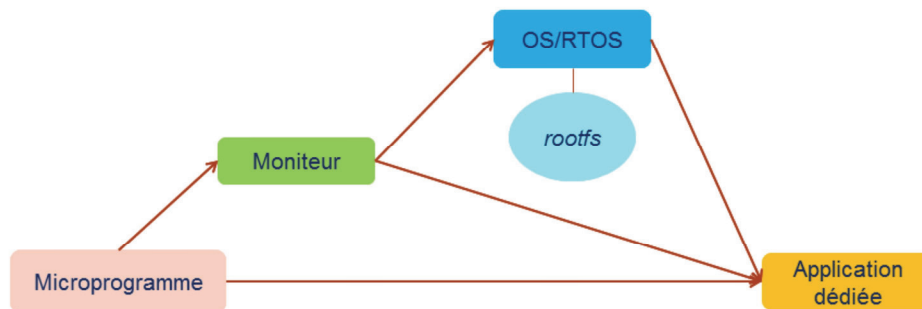 OS/RTOS
rootfs
Moniteur
Microprogramme
Application
dédiée